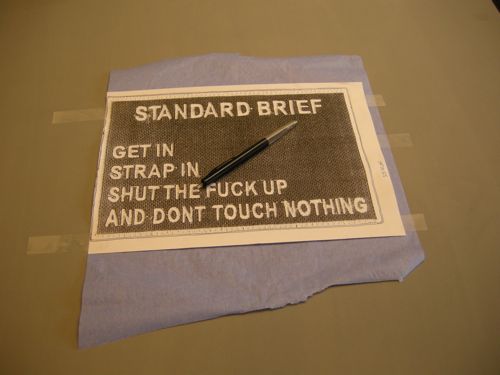 STANDARD BRIEF
GET IN
STRAP IN
SHUT THE FUCK UP
AND DONT TOUCH NOTHING